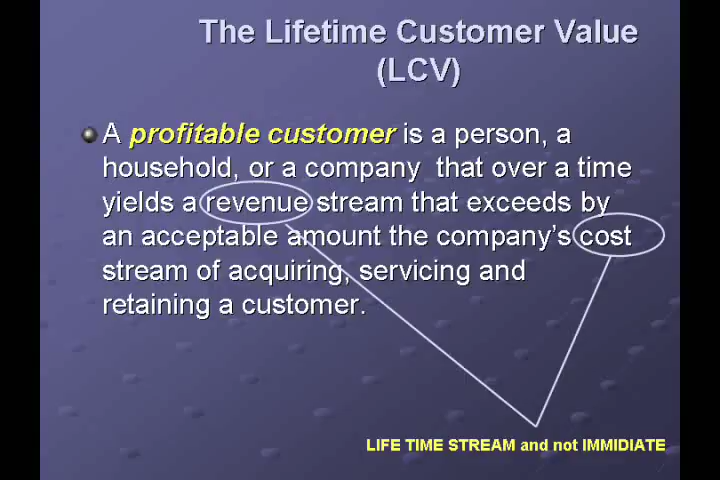 The Lifetime Customer Value
(LCV)
A profitable customer is a person, a
household, or a company that over a time
yields a revenue stream that exceeds by
an acceptable amount the company's cost
stream of acquiring, servicing and
retaining a customer.
LIFE TIME STREAM and not IMMIDIATE